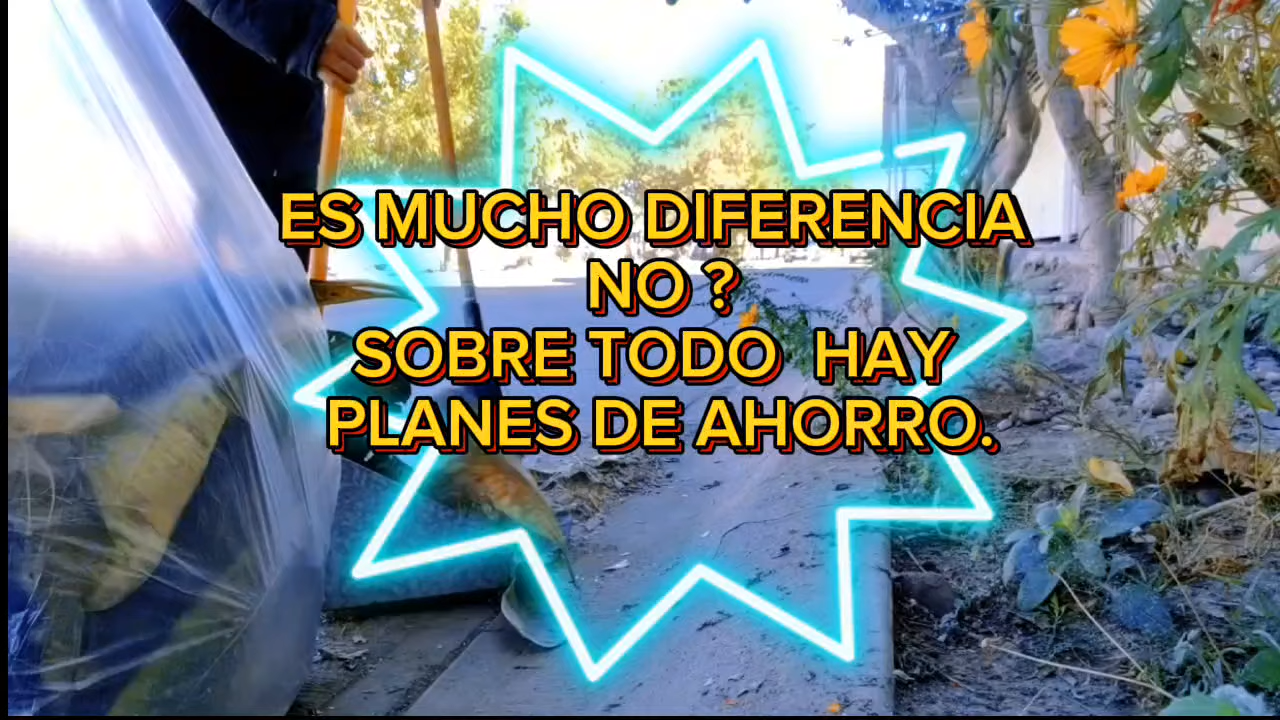 ES MUCHO DIFERENCIA
NO ?
SOBRE TODO HAY
PLANES DE AHORRO.